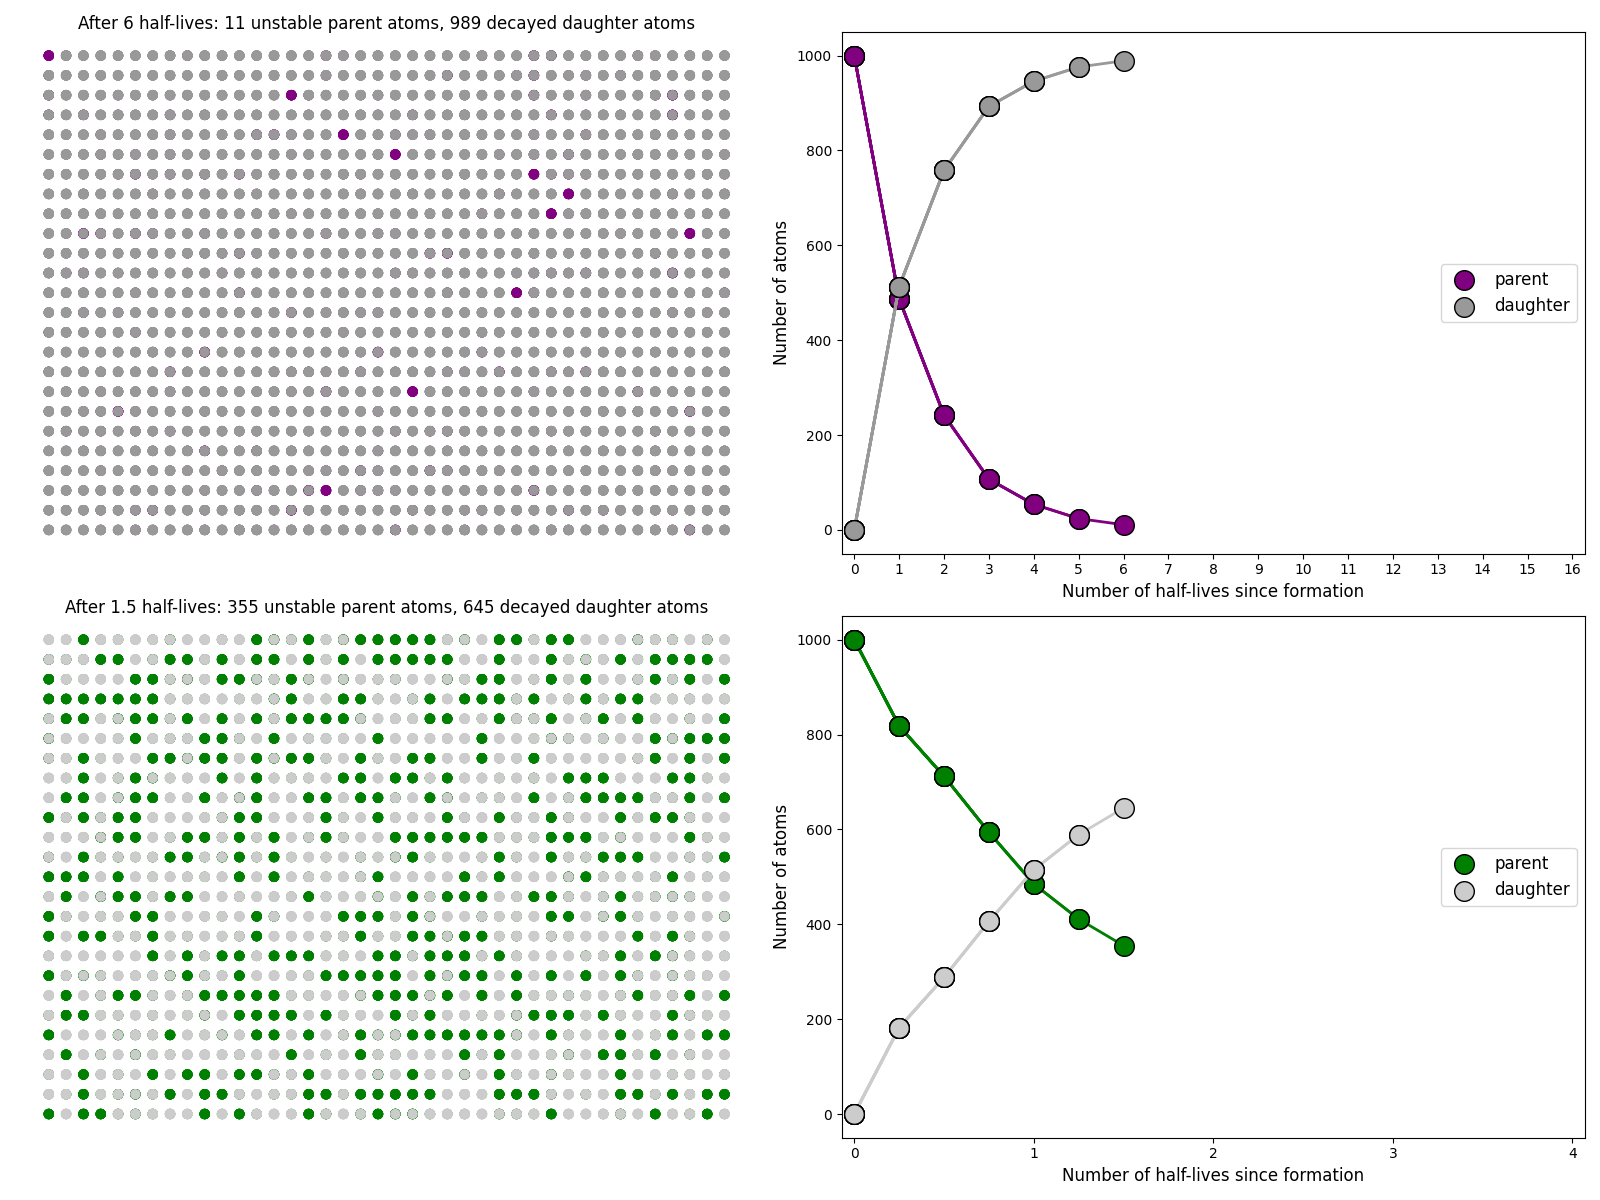 After 6 half-lives: 11 unstable parent atoms, 989 decayed daughter atoms
1000
800
600
400
200
0
Number of atoms
parent
daughter
0 1 2 3 4 5 6 7 8 9 10 11 12 13 14 15 16
Number of half-lives since formation
After 1.5 half-lives: 355 unstable parent atoms, 645 decayed daughter atoms
1000
800
600
400
200
0
Number of atoms
parent
daughter
0 1 2 3 4
Number of half-lives since formation